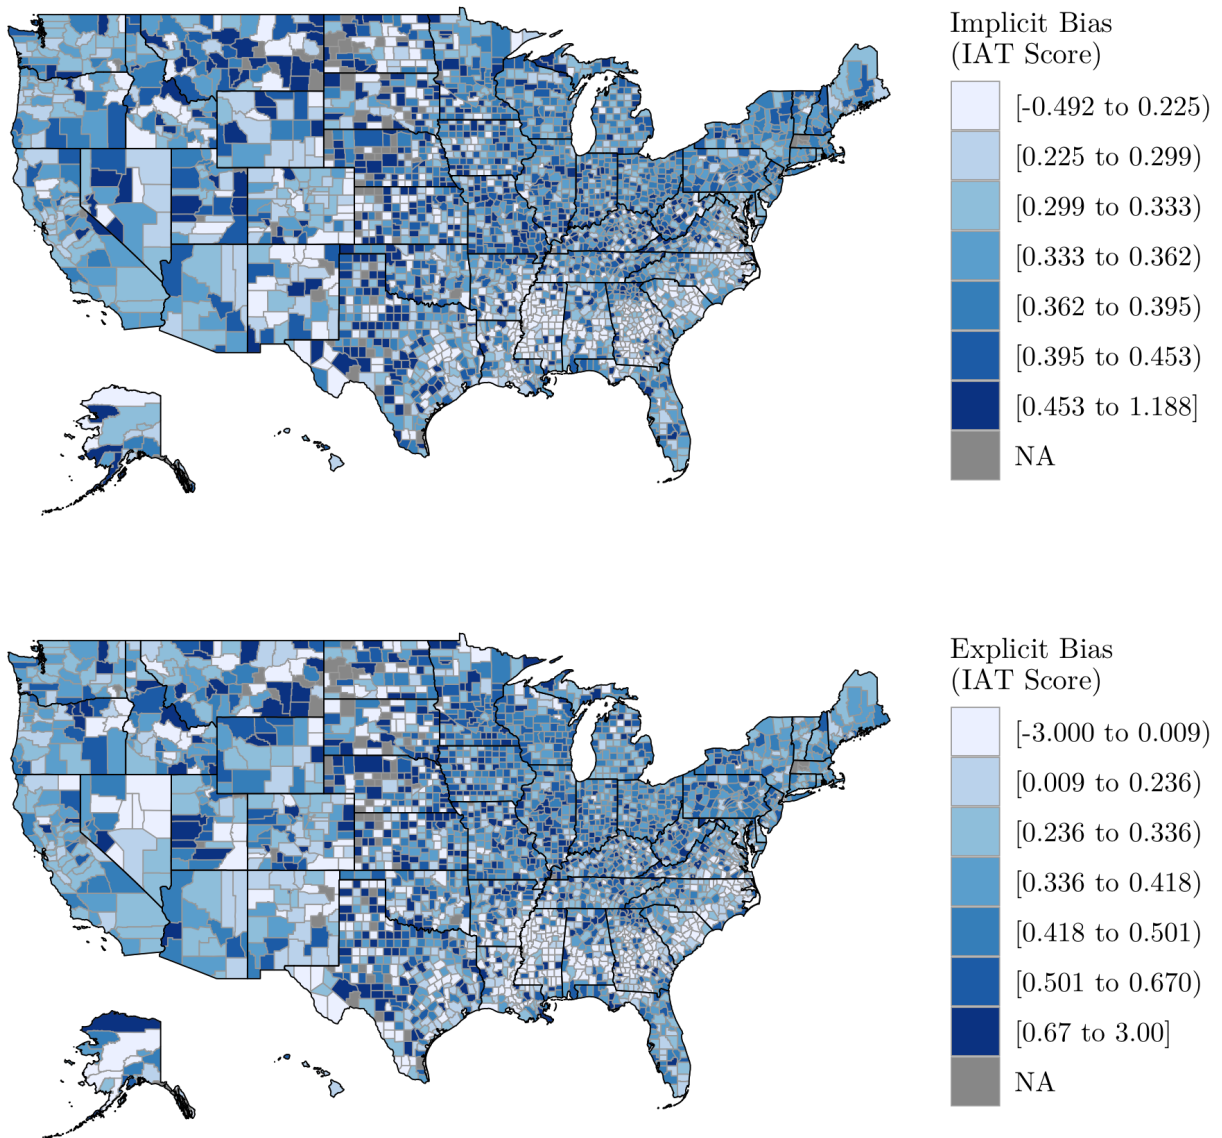 Implicit Bias
(IAT Score)
[-0.492 to 0.225)
[0.225 to 0.299)
[0.299 to 0.333)
[0.333 to 0.362)
[0.362 to 0.395)
[0.395 to 0.453)
[0.453 to 1.188]
NA
Explicit Bias
(IAT Score)
[-3.000 to 0.009)
[0.009 to 0.236)
[0.236 to 0.336)
[0.336 to 0.418)
[0.418 to 0.501)
[0.501 to 0.670)
[0.67 to 3.00]
NA